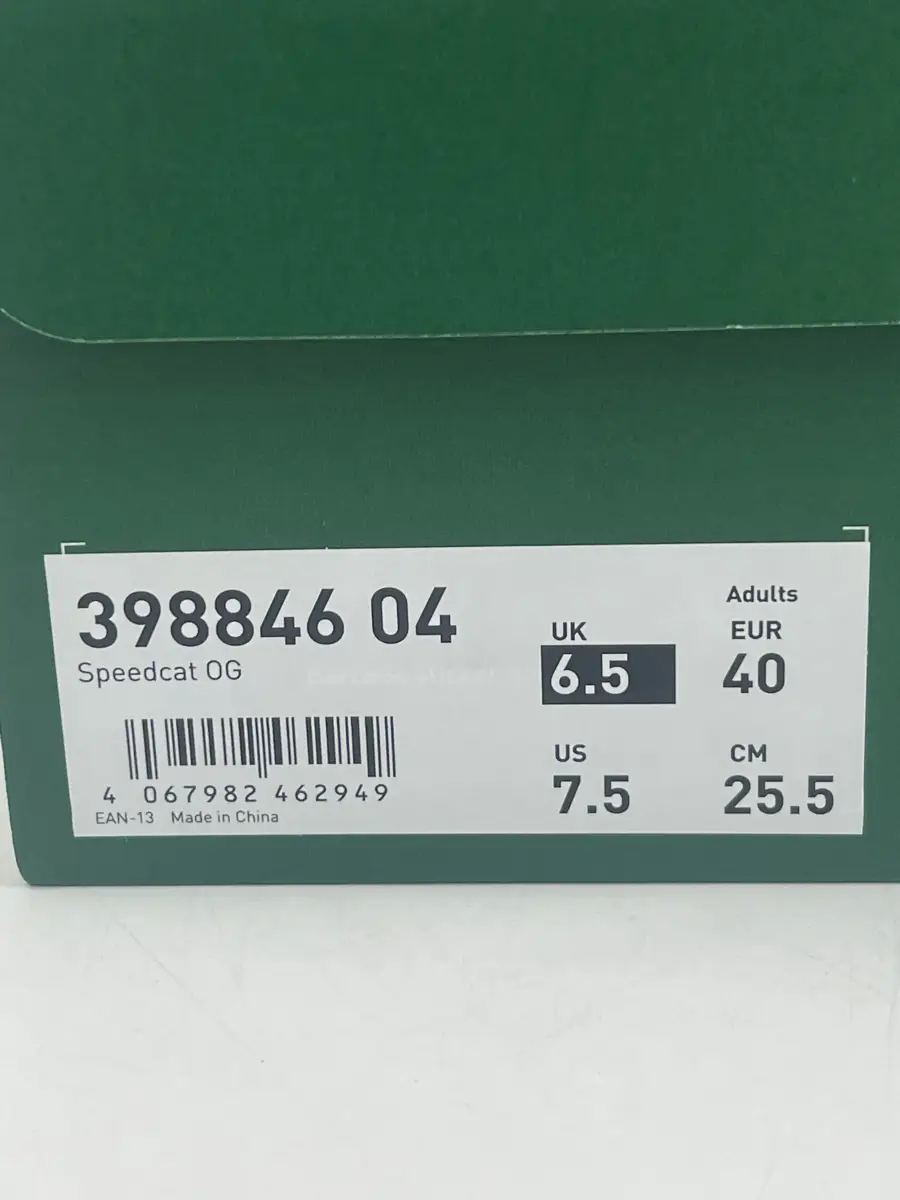 398846 04
Speedcat OG
4 067982 462949
EAN-13 Made in China
UK
6.5
US
7.5
Adults
EUR
40
CM
25.5